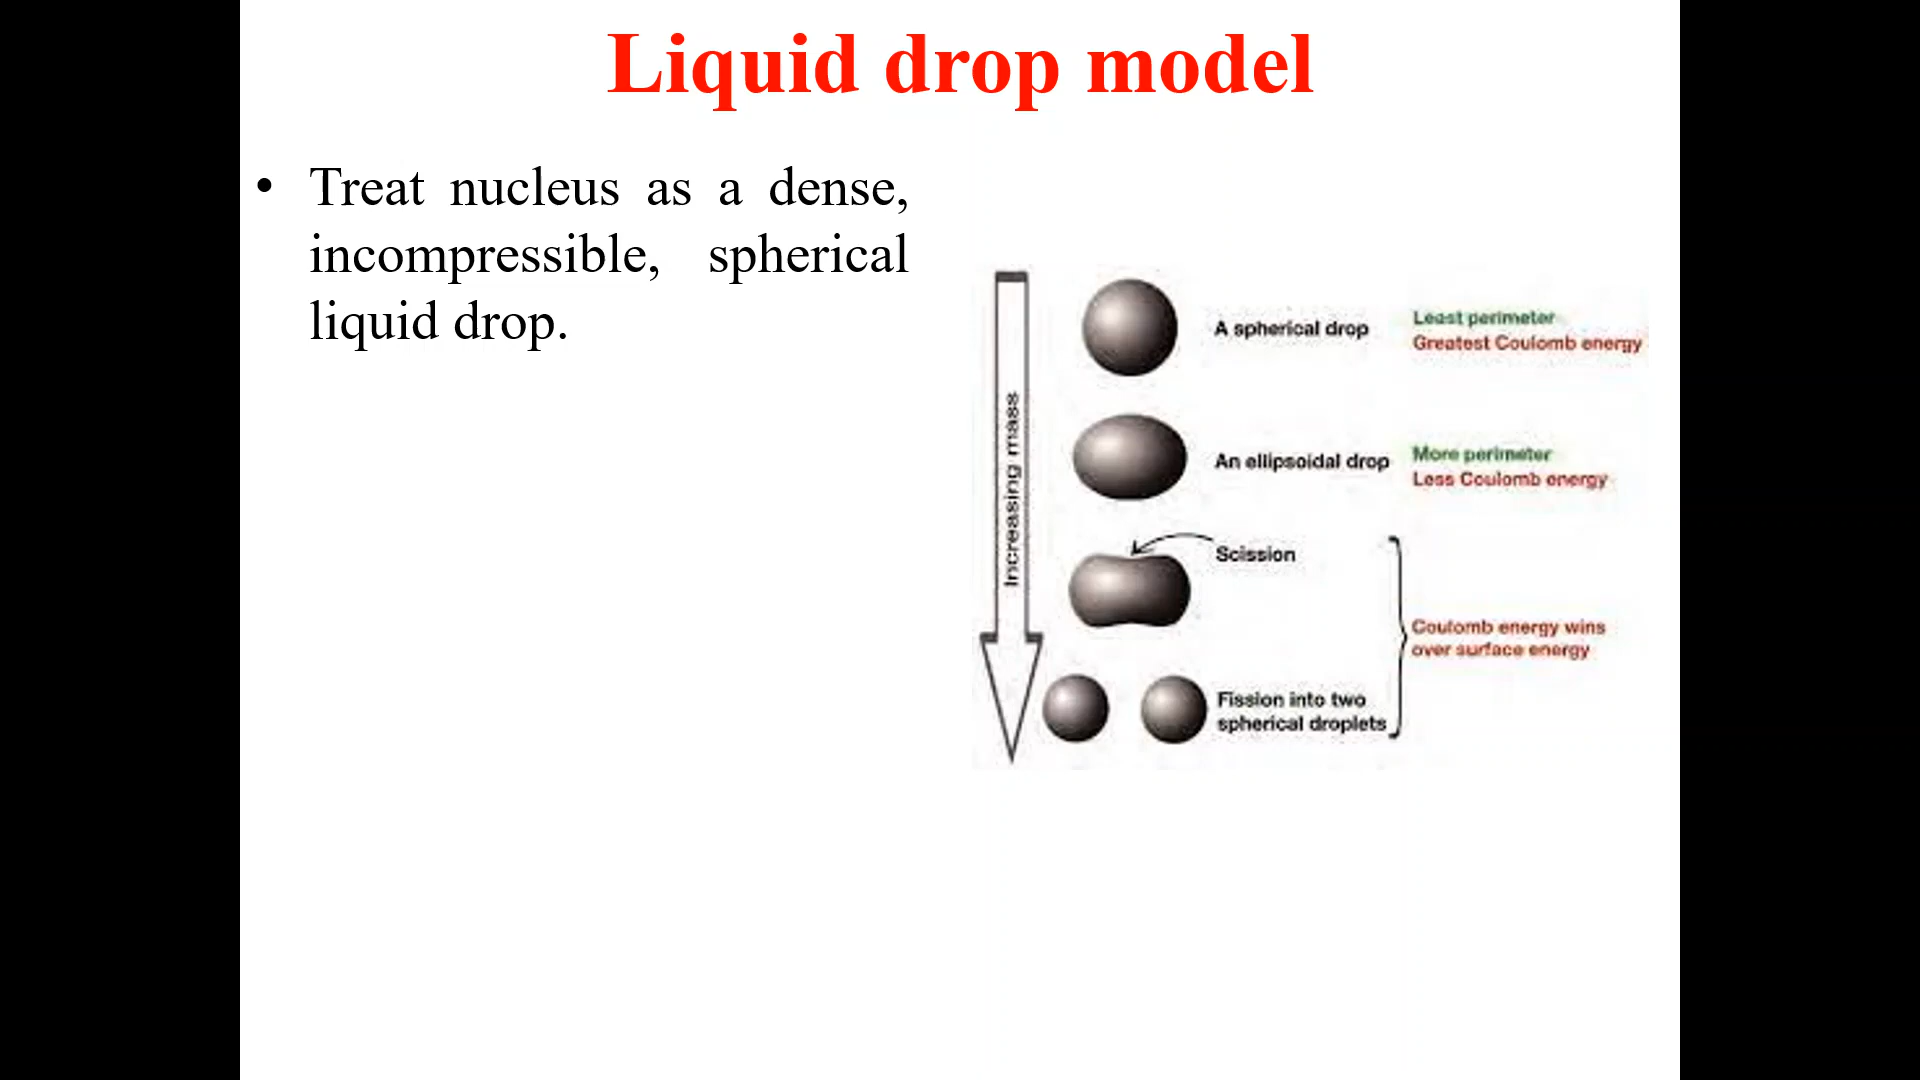 Liquid drop model
• Treat nucleus as a dense,
incompressible, spherical
liquid drop.
Increasing mass
A spherical drop
Least perimeter
Greatest Coulomb energy
An ellipsoidal drop
More perimeter
Less Coulomb energy
Scission
Coulomb energy wins
over surface energy
Fission into two
spherical droplets